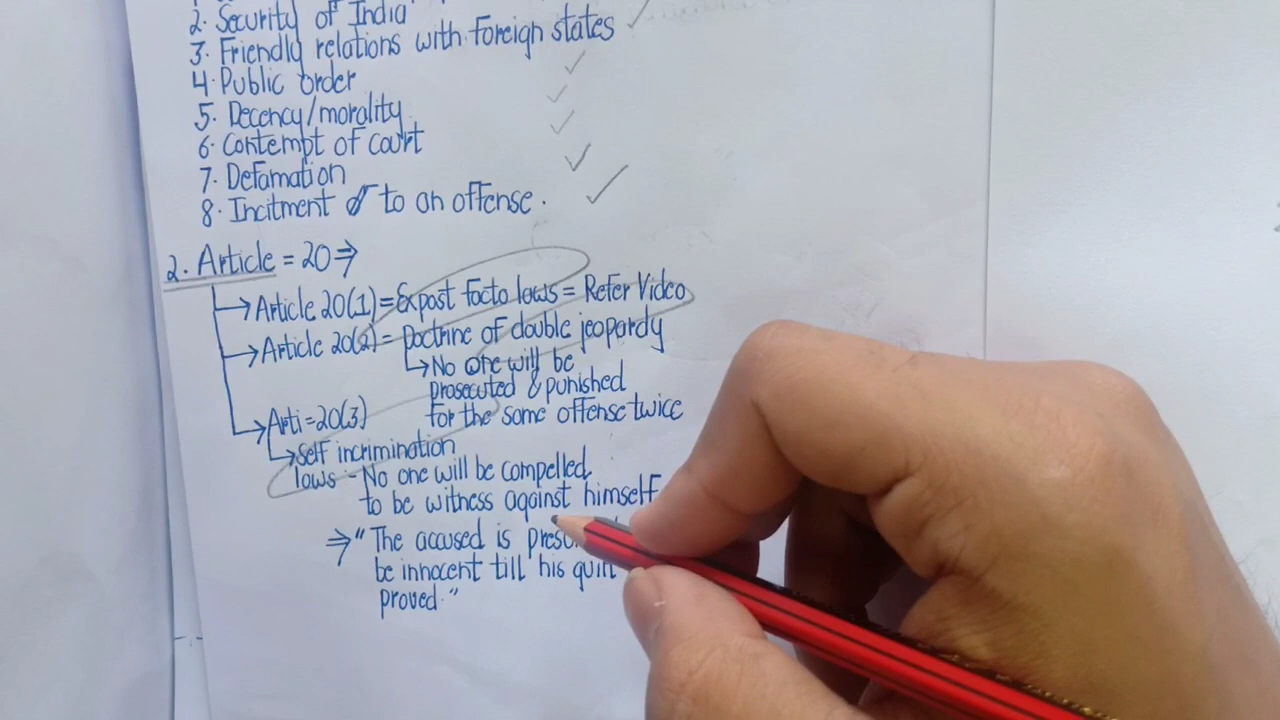 2. Security of India
3. Friendly relations with foreign states
4. Public order
5. Decency/morality
6. Contempt of court
7. Defamation
8. Incitment to an offense.
2. Article = 20 ⇒
→ Article 20(1) = Expost facto laws = Refer Video
→ Article 20(2) = Doctrine of double jeopardy
→ No one will be
prosecuted & punished
for the same offense twice
→ Arti = 20(3)
→ Self incrimination
laws - No one will be compelled
to be witness against himself
⇒ "The accused is
be innocent till his
proved."